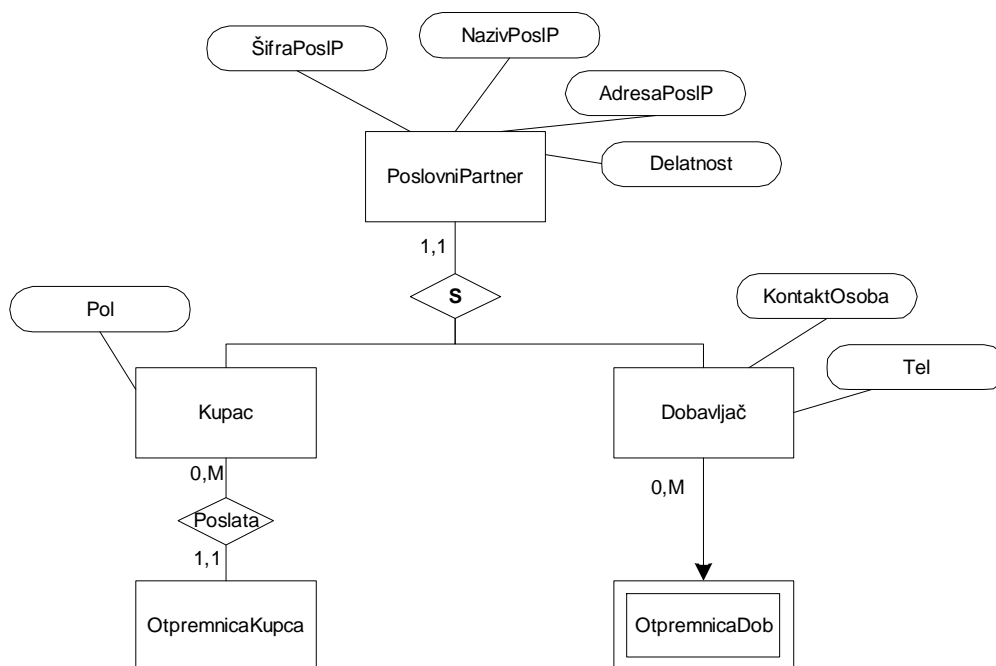 ŠifraPoslP
NazivPoslP
AdresaPoslP
Delatnost
PoslovniPartner
1,1
S
Pol
KontaktOsoba
Tel
Kupac
Dobavljač
0,M
0,M
Poslata
1,1
OtpremnicaKupca
OtpremnicaDob